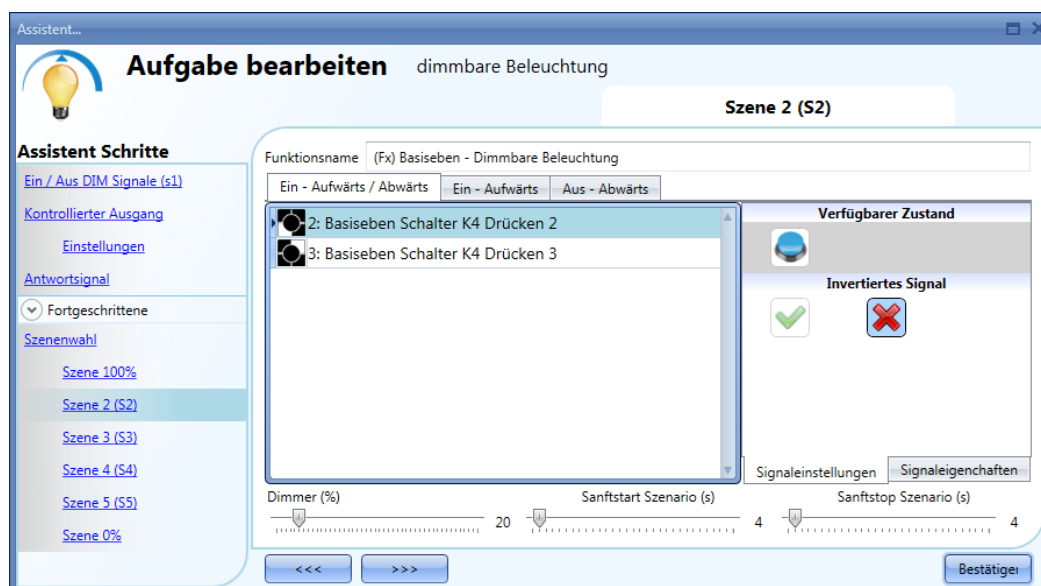 Assistent...
Aufgabe bearbeiten dimmbare Beleuchtung
Szene 2 (S2)
Assistent Schritte
Ein / Aus DIM Signale (s1)
Kontrollierter Ausgang
Einstellungen
Antwortsignal
Fortgeschrittene
Szenenwahl
Szene 100%
Szene 2 (S2)
Szene 3 (S3)
Szene 4 (S4)
Szene 5 (S5)
Szene 0%
Funktionsname (Fx) Basiseben - Dimmbare Beleuchtung
Ein - Aufwärts / Abwärts Ein - Aufwärts Aus - Abwärts
2: Basiseben Schalter K4 Drücken 2
3: Basiseben Schalter K4 Drücken 3
Verfügbarer Zustand
Invertiertes Signal
Signaleinstellungen Signaleigenchaften
Dimmer (%) Sanftstart Szenario (s) Sanftstop Szenario (s)
20 4 4
<<< >>> Bestätiger